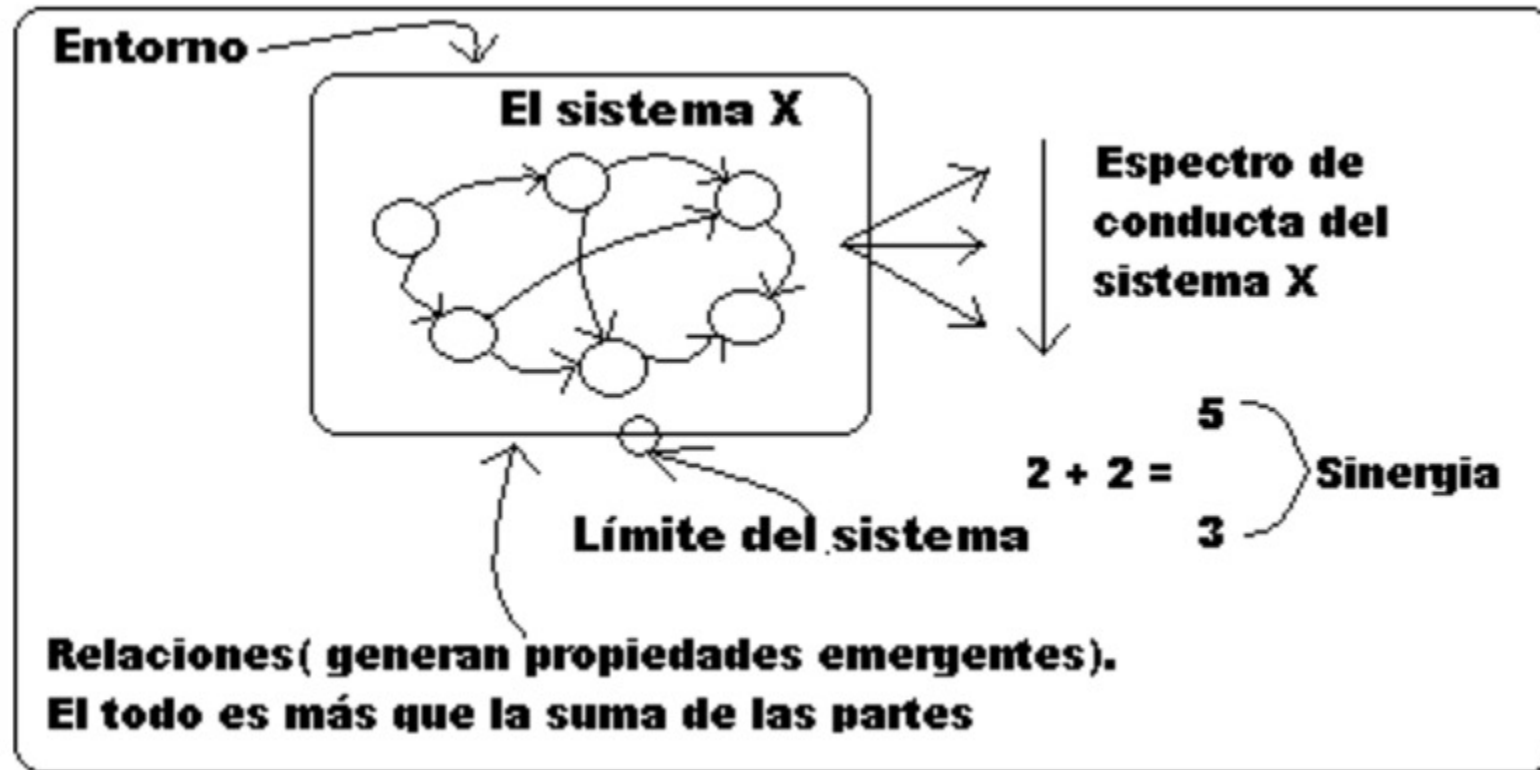 Entorno
El sistema X
Espectro de
conducta del
sistema X
5
2 + 2 =
Sinergia
3
Límite del sistema
Relaciones( generan propiedades emergentes).
El todo es más que la suma de las partes